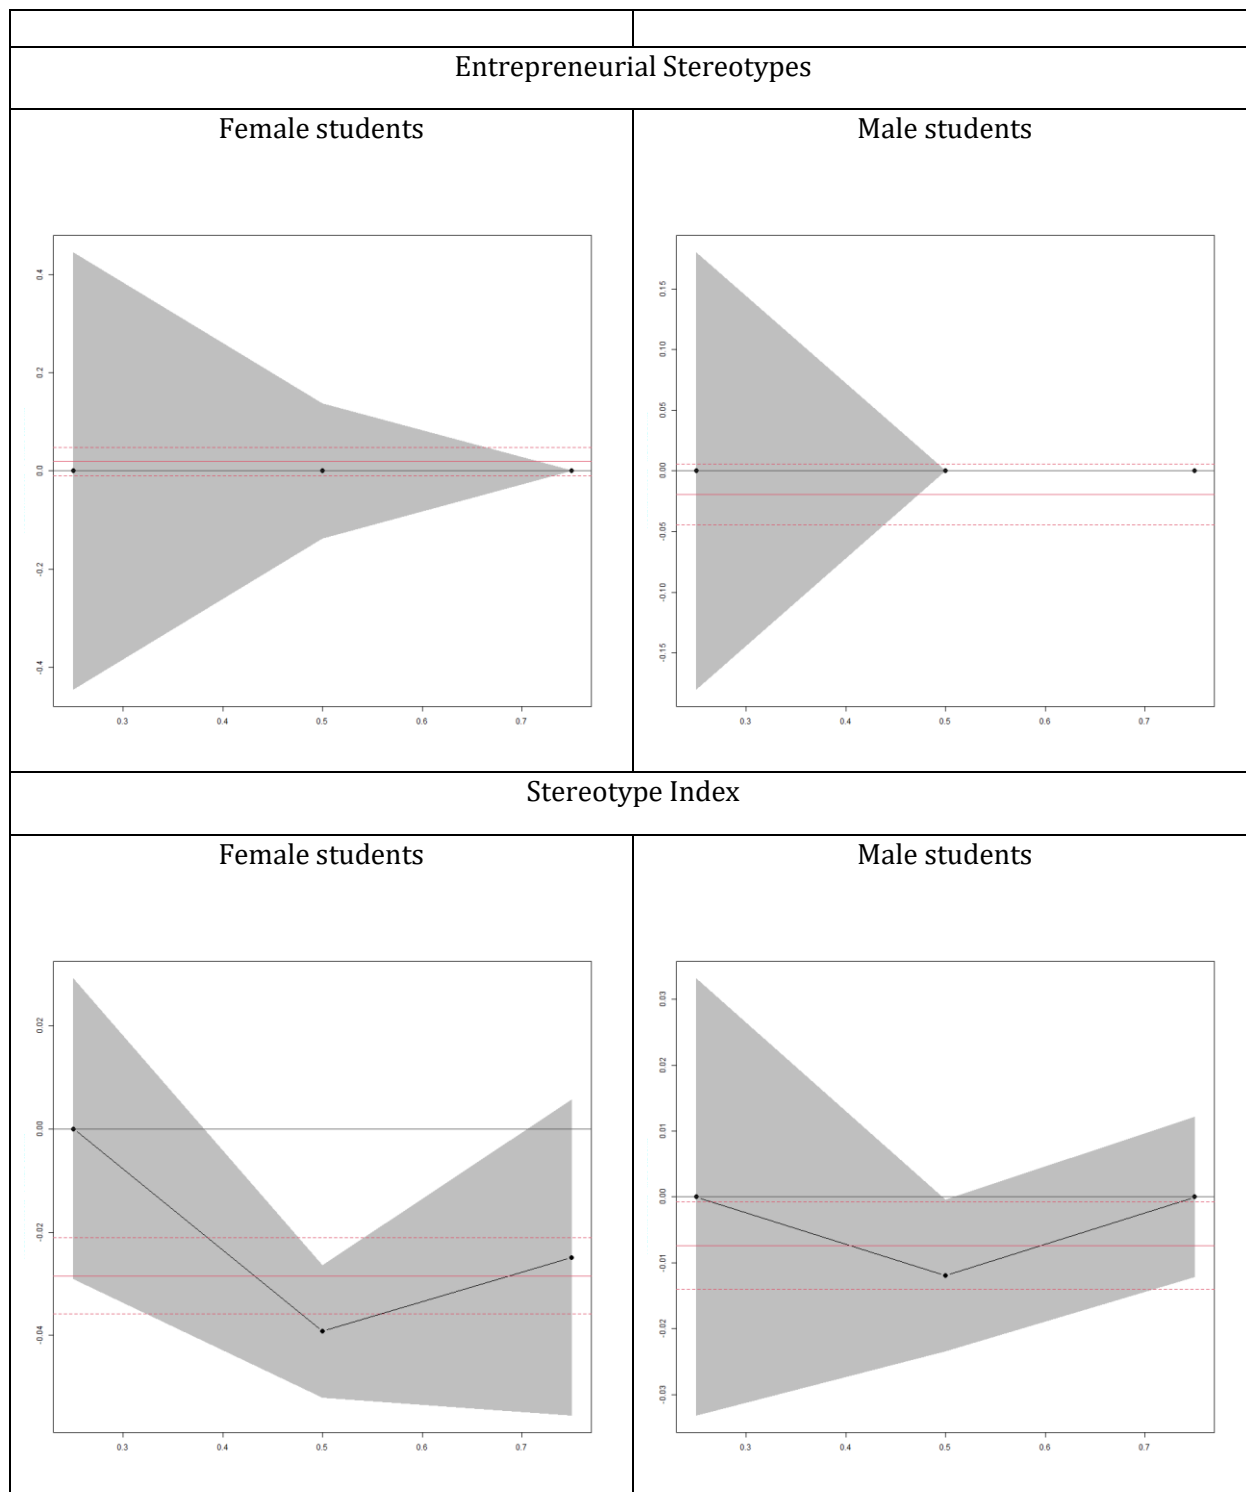 Entrepreneurial Stereotypes
Female students
Male students
0.4
0.2
0.0
-0.2
-0.4
0.3 0.4 0.5 0.6 0.7
0.15
0.10
0.05
0.00
-0.05
-0.10
-0.15
0.3 0.4 0.5 0.6 0.7
Stereotype Index
Female students
Male students
0.02
0.00
-0.02
-0.04
0.3 0.4 0.5 0.6 0.7
0.03
0.02
0.01
0.00
-0.01
-0.02
-0.03
0.3 0.4 0.5 0.6 0.7